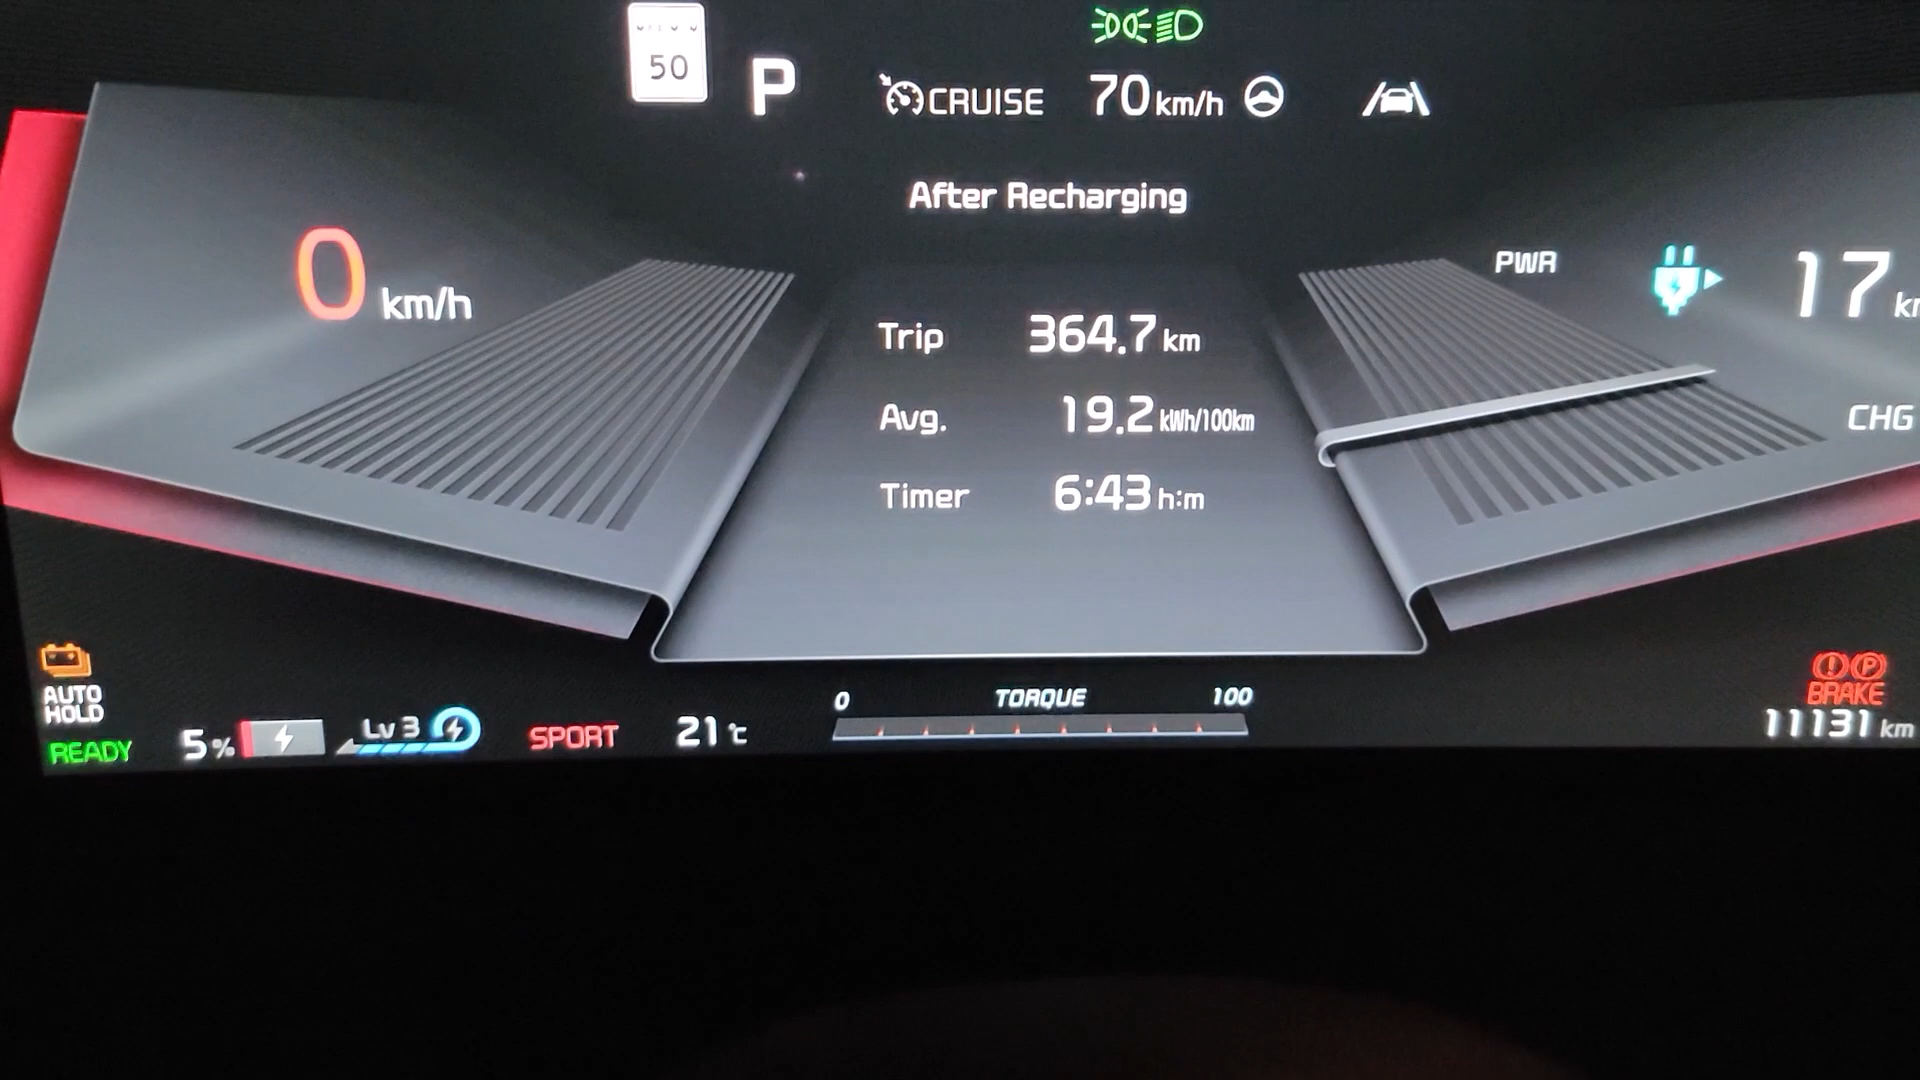 50
P
CRUISE 70 km/h
After Recharging
0 km/h
PWR
17
CHG
Trip 364.7 km
Avg. 19.2 kWh/100km
Timer 6:43 h:m
AUTO HOLD
READY
5%
Lv 3
SPORT
21 °C
0 TORQUE 100
P
BRAKE
11131 km